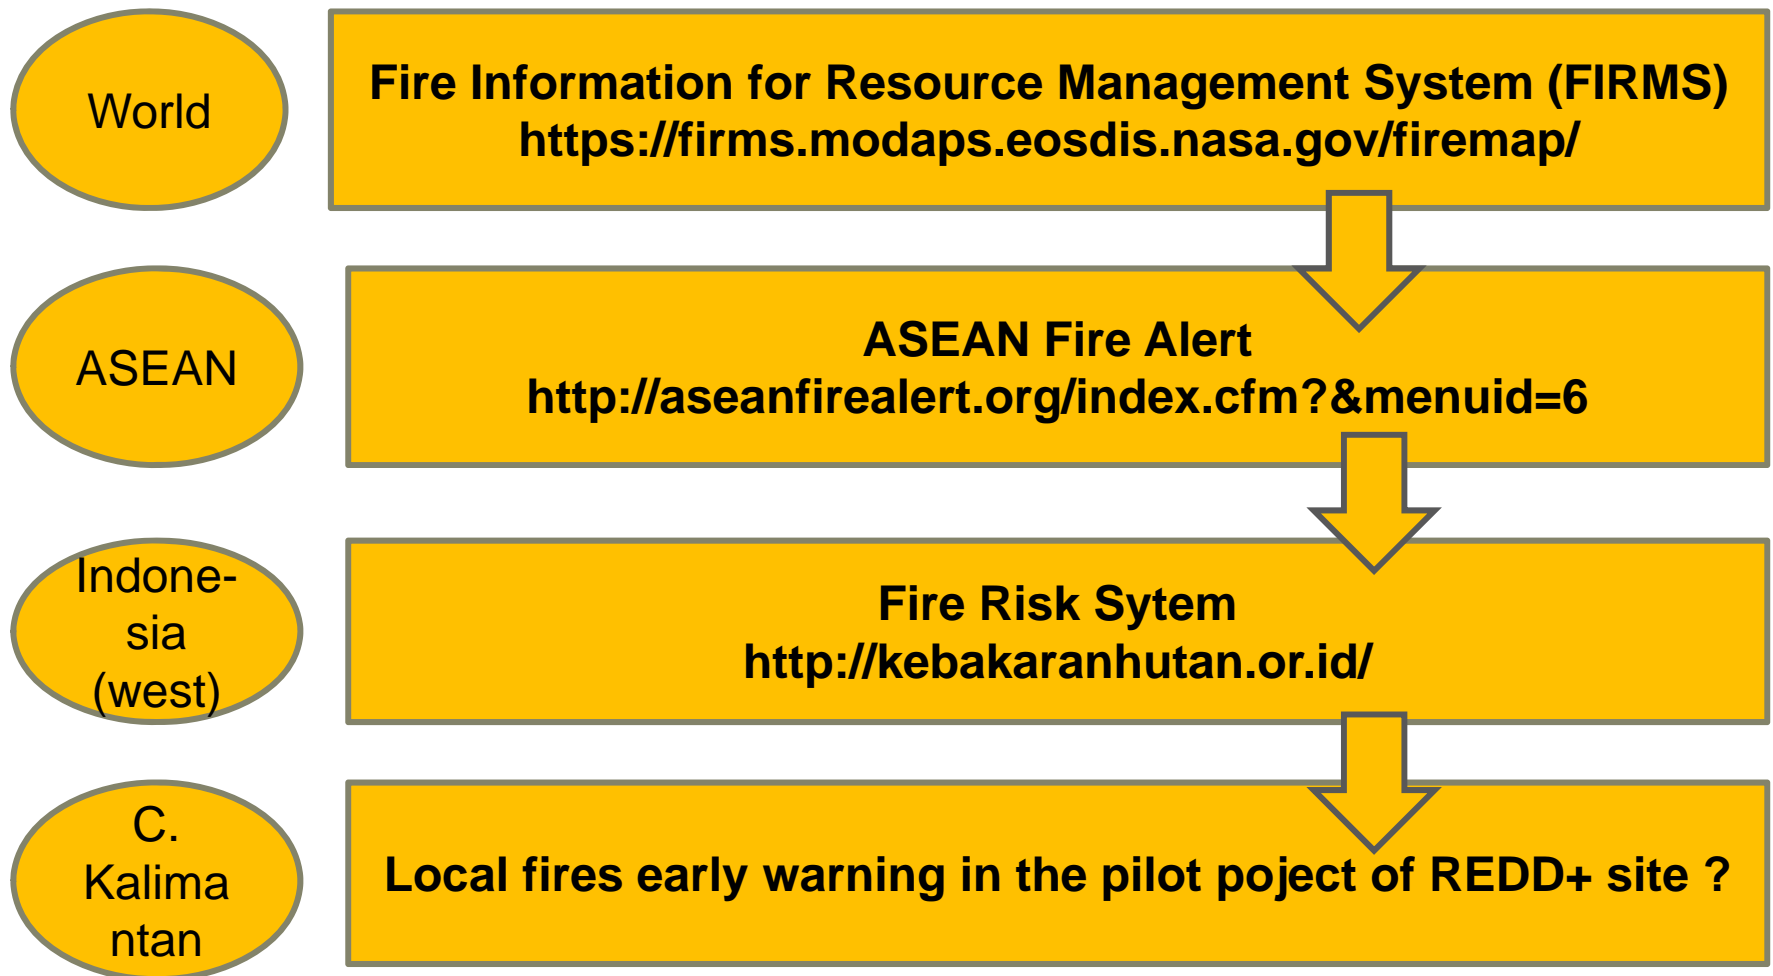 World
Fire Information for Resource Management System (FIRMS)
https://firms.modaps.eosdis.nasa.gov/firemap/
ASEAN
ASEAN Fire Alert
http://aseanfirealert.org/index.cfm?&menuid=6
Indone-
sia
(west)
Fire Risk Sytem
http://kebakaranhutan.or.id/
C.
Kalima
ntan
Local fires early warning in the pilot poject of REDD+ site ?